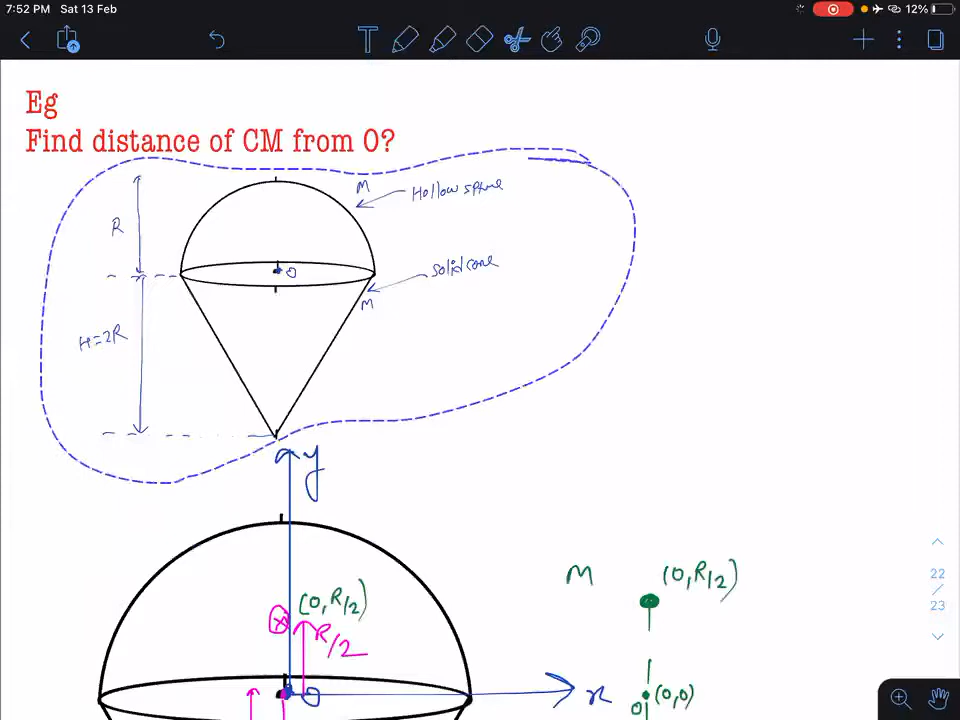 7:52 PM Sat 13 Feb
12%
T
Eg
Find distance of CM from O?
M
Hollow sphere
R
O
solid cone
M
H=2R
y
M
(0,R/2)
(0,R/2)
R/2
22
/
23
O
x
O
(0,0)